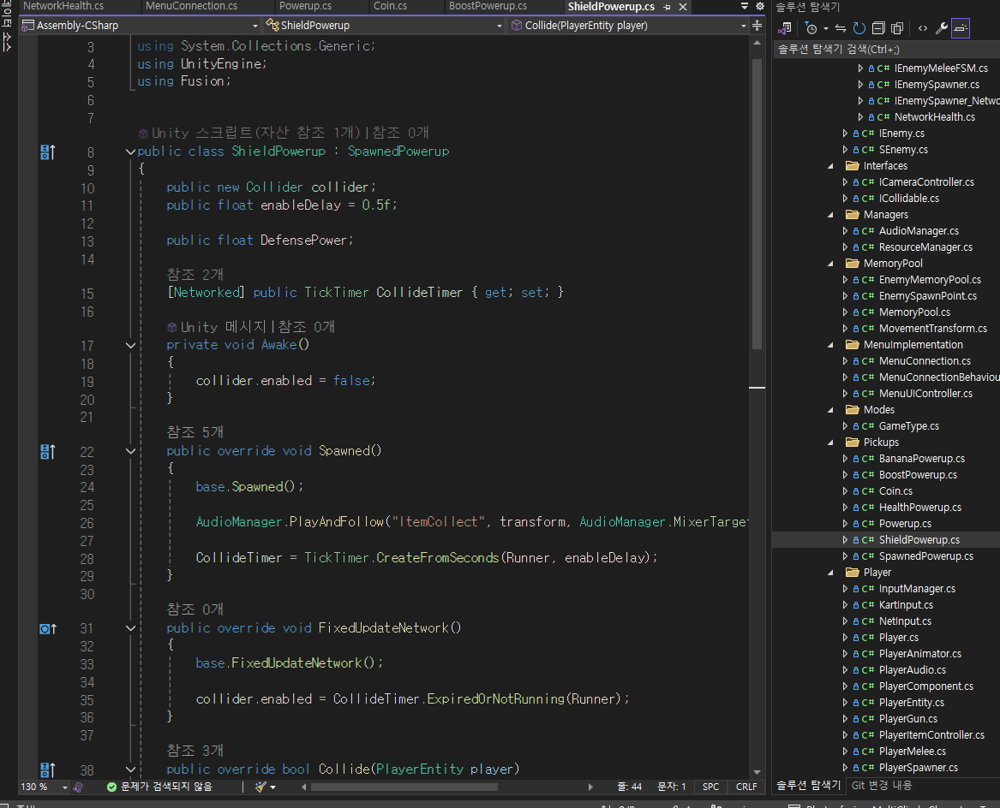 NetworkHealth.cs
MenuConnection.cs
Powerup.cs
Coin.cs
BoostPowerup.cs
ShieldPowerup.cs
Assembly-CSharp
ShieldPowerup
Collide(PlayerEntity player)
3 using System.Collections.Generic;
4 using UnityEngine;
5 using Fusion;
6
7
Unity 스크립트(자산 참조 1개)|참조 0개
8 public class ShieldPowerup : SpawnedPowerup
9 {
10 public new Collider collider;
11 public float enableDelay = 0.5f;
12
13 public float DefensePower;
14
참조 2개
15 [Networked] public TickTimer CollideTimer { get; set; }
16
Unity 메시지|참조 0개
17 private void Awake()
18 {
19 collider.enabled = false;
20 }
21
참조 5개
22 public override void Spawned()
23 {
24 base.Spawned();
25
26 AudioManager.PlayAndFollow("ItemCollect", transform, AudioManager.MixerTarget
27
28 CollideTimer = TickTimer.CreateFromSeconds(Runner, enableDelay);
29 }
30
참조 0개
31 public override void FixedUpdateNetwork()
32 {
33 base.FixedUpdateNetwork();
34
35 collider.enabled = CollideTimer.ExpiredOrNotRunning(Runner);
36 }
37
참조 3개
38 public override bool Collide(PlayerEntity player)
130 %
문제가 검색되지 않음
줄: 44
문자: 1
SPC
CRLF
솔루션 탐색기
솔루션 탐색기 검색(Ctrl+;)
C# IEnemyMeleeFSM.cs
C# IEnemySpawner.cs
C# IEnemySpawner_Netwo
C# NetworkHealth.cs
C# IEnemy.cs
C# SEnemy.cs
Interfaces
C# ICameraController.cs
C# ICollidable.cs
Managers
C# AudioManager.cs
C# ResourceManager.cs
MemoryPool
C# EnemyMemoryPool.cs
C# EnemySpawnPoint.cs
C# MemoryPool.cs
C# MovementTransform.cs
MenuImplementation
C# MenuConnection.cs
C# MenuConnectionBehaviou
C# MenuUIController.cs
Modes
C# GameType.cs
Pickups
C# BananaPowerup.cs
C# BoostPowerup.cs
C# Coin.cs
C# HealthPowerup.cs
C# Powerup.cs
C# ShieldPowerup.cs
C# SpawnedPowerup.cs
Player
C# InputManager.cs
C# KartInput.cs
C# NetInput.cs
C# Player.cs
C# PlayerAnimator.cs
C# PlayerAudio.cs
C# PlayerComponent.cs
C# PlayerEntity.cs
C# PlayerGun.cs
C# PlayerItemController.cs
C# PlayerMelee.cs
C# PlayerSpawner.cs
솔루션 탐색기
Git 변경 내용